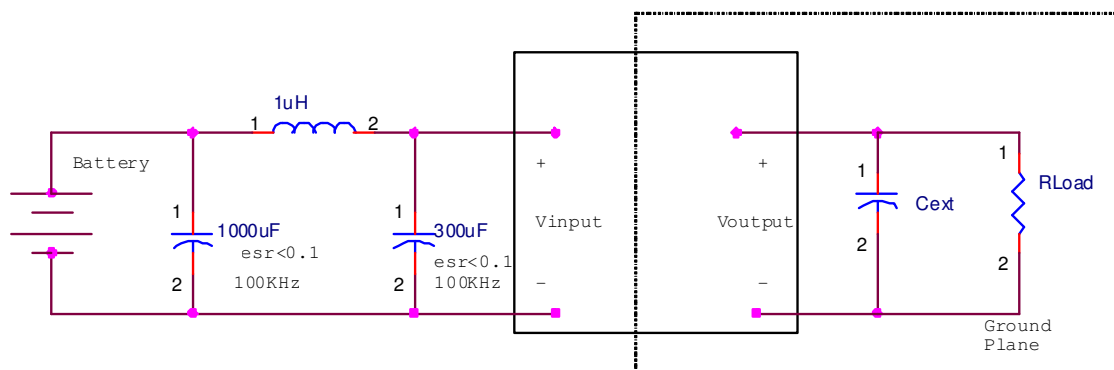 1uH
1
2
Battery
+
+
1
1000uF
esr<0.1
100KHz
2
1
300uF
esr<0.1
100KHz
2
Vinput
Voutput
-
-
1
Cext
2
1
RLoad
2
Ground
Plane